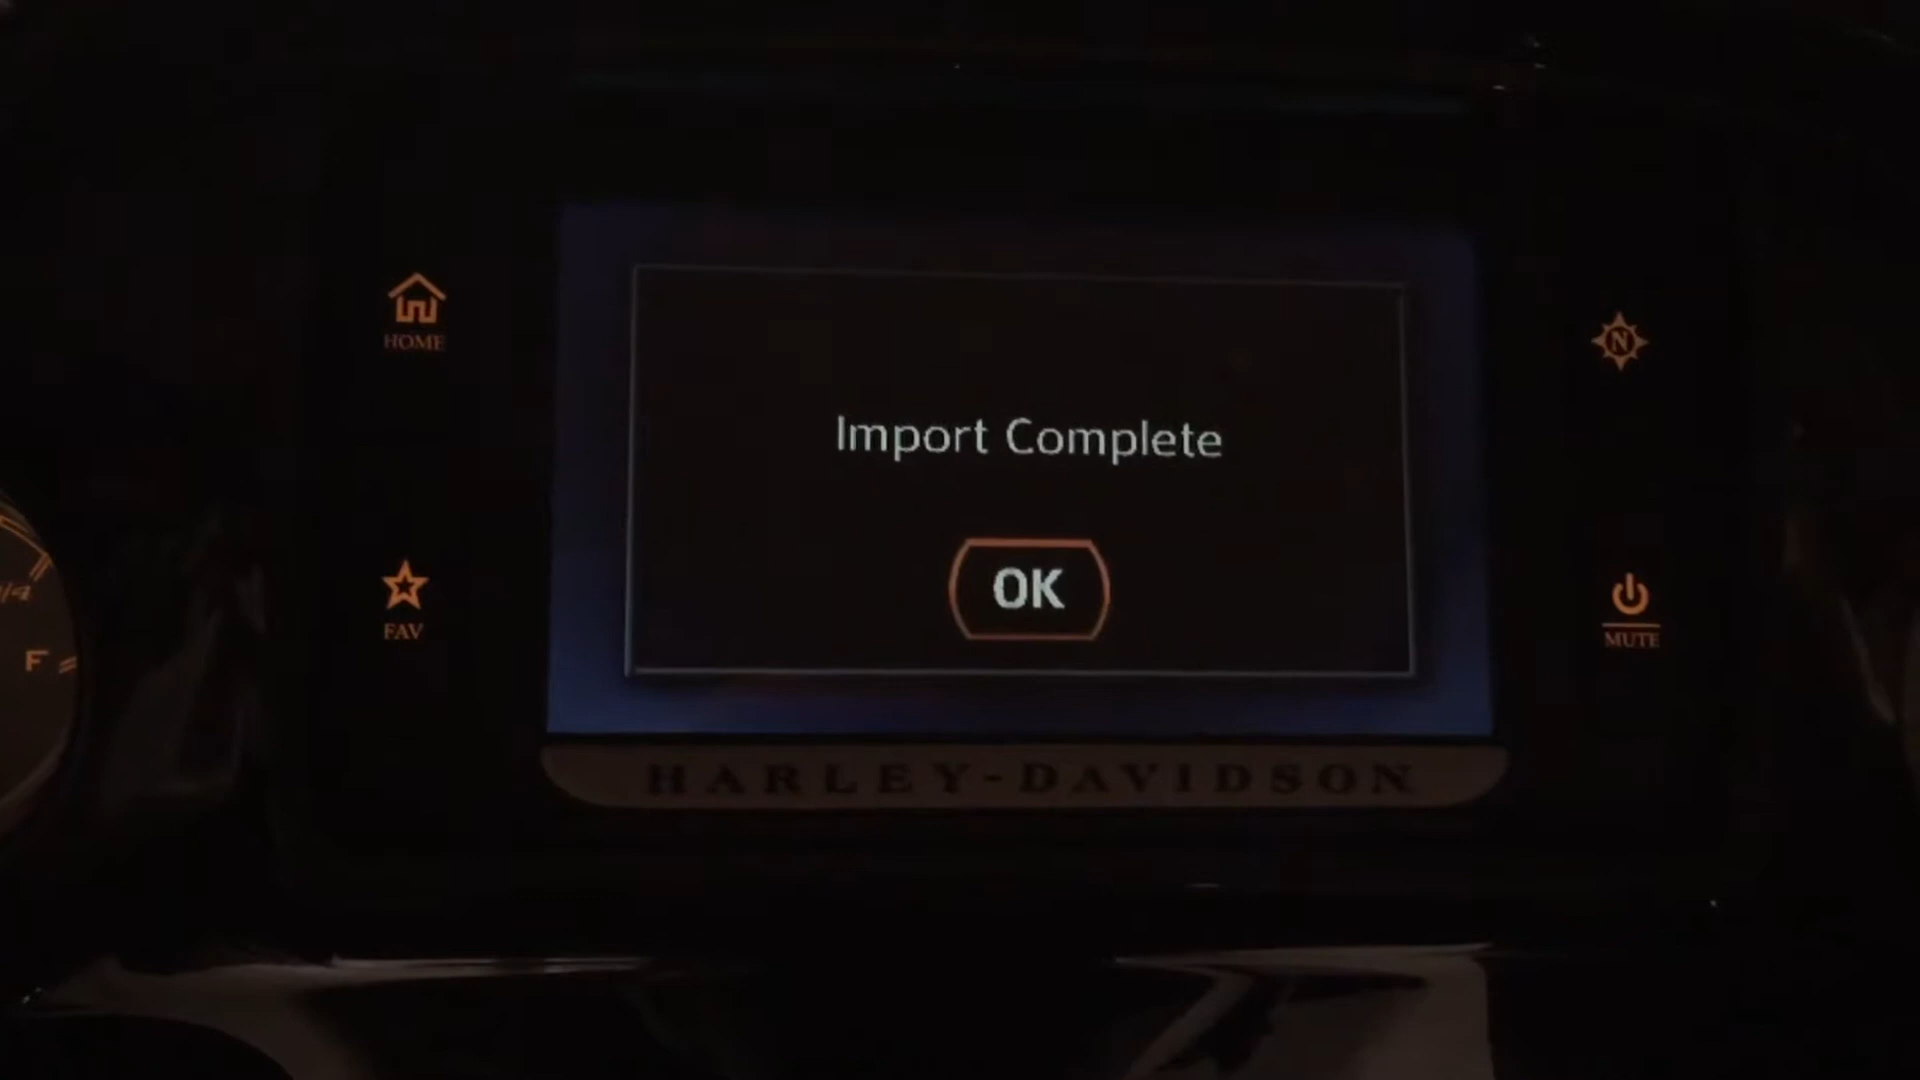 HOME
N
Import Complete
FAV
OK
MUTE
F
HARLEY-DAVIDSON